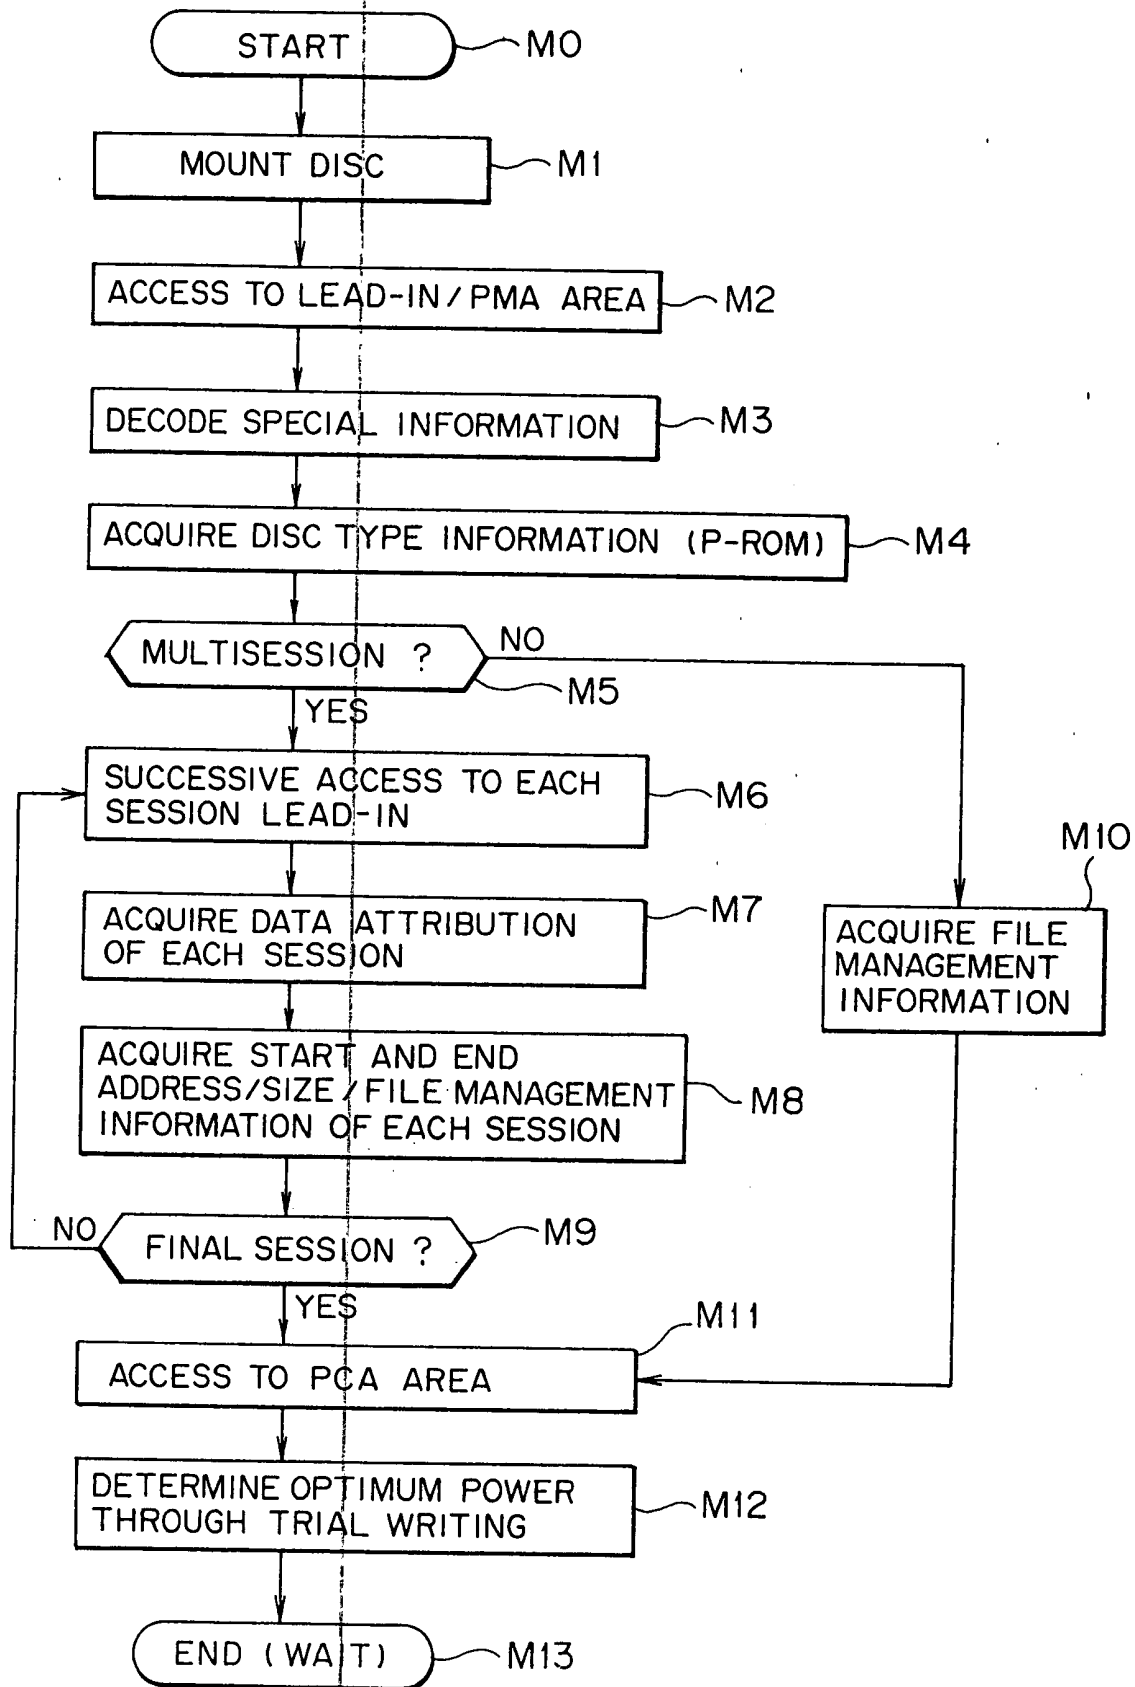 START
M0
MOUNT DISC
M1
ACCESS TO LEAD-IN/PMA AREA
M2
DECODE SPECIAL INFORMATION
M3
ACQUIRE DISC TYPE INFORMATION (P-ROM)
M4
MULTISESSION ?
NO
M5
YES
SUCCESSIVE ACCESS TO EACH
SESSION LEAD-IN
M6
ACQUIRE DATA ATTRIBUTION
OF EACH SESSION
M7
M10
ACQUIRE FILE
MANAGEMENT
INFORMATION
ACQUIRE START AND END
ADDRESS/SIZE/FILE MANAGEMENT
INFORMATION OF EACH SESSION
M8
NO
FINAL SESSION ?
M9
YES
M11
ACCESS TO PCA AREA
DETERMINE OPTIMUM POWER
THROUGH TRIAL WRITING
M12
END (WAIT)
M13